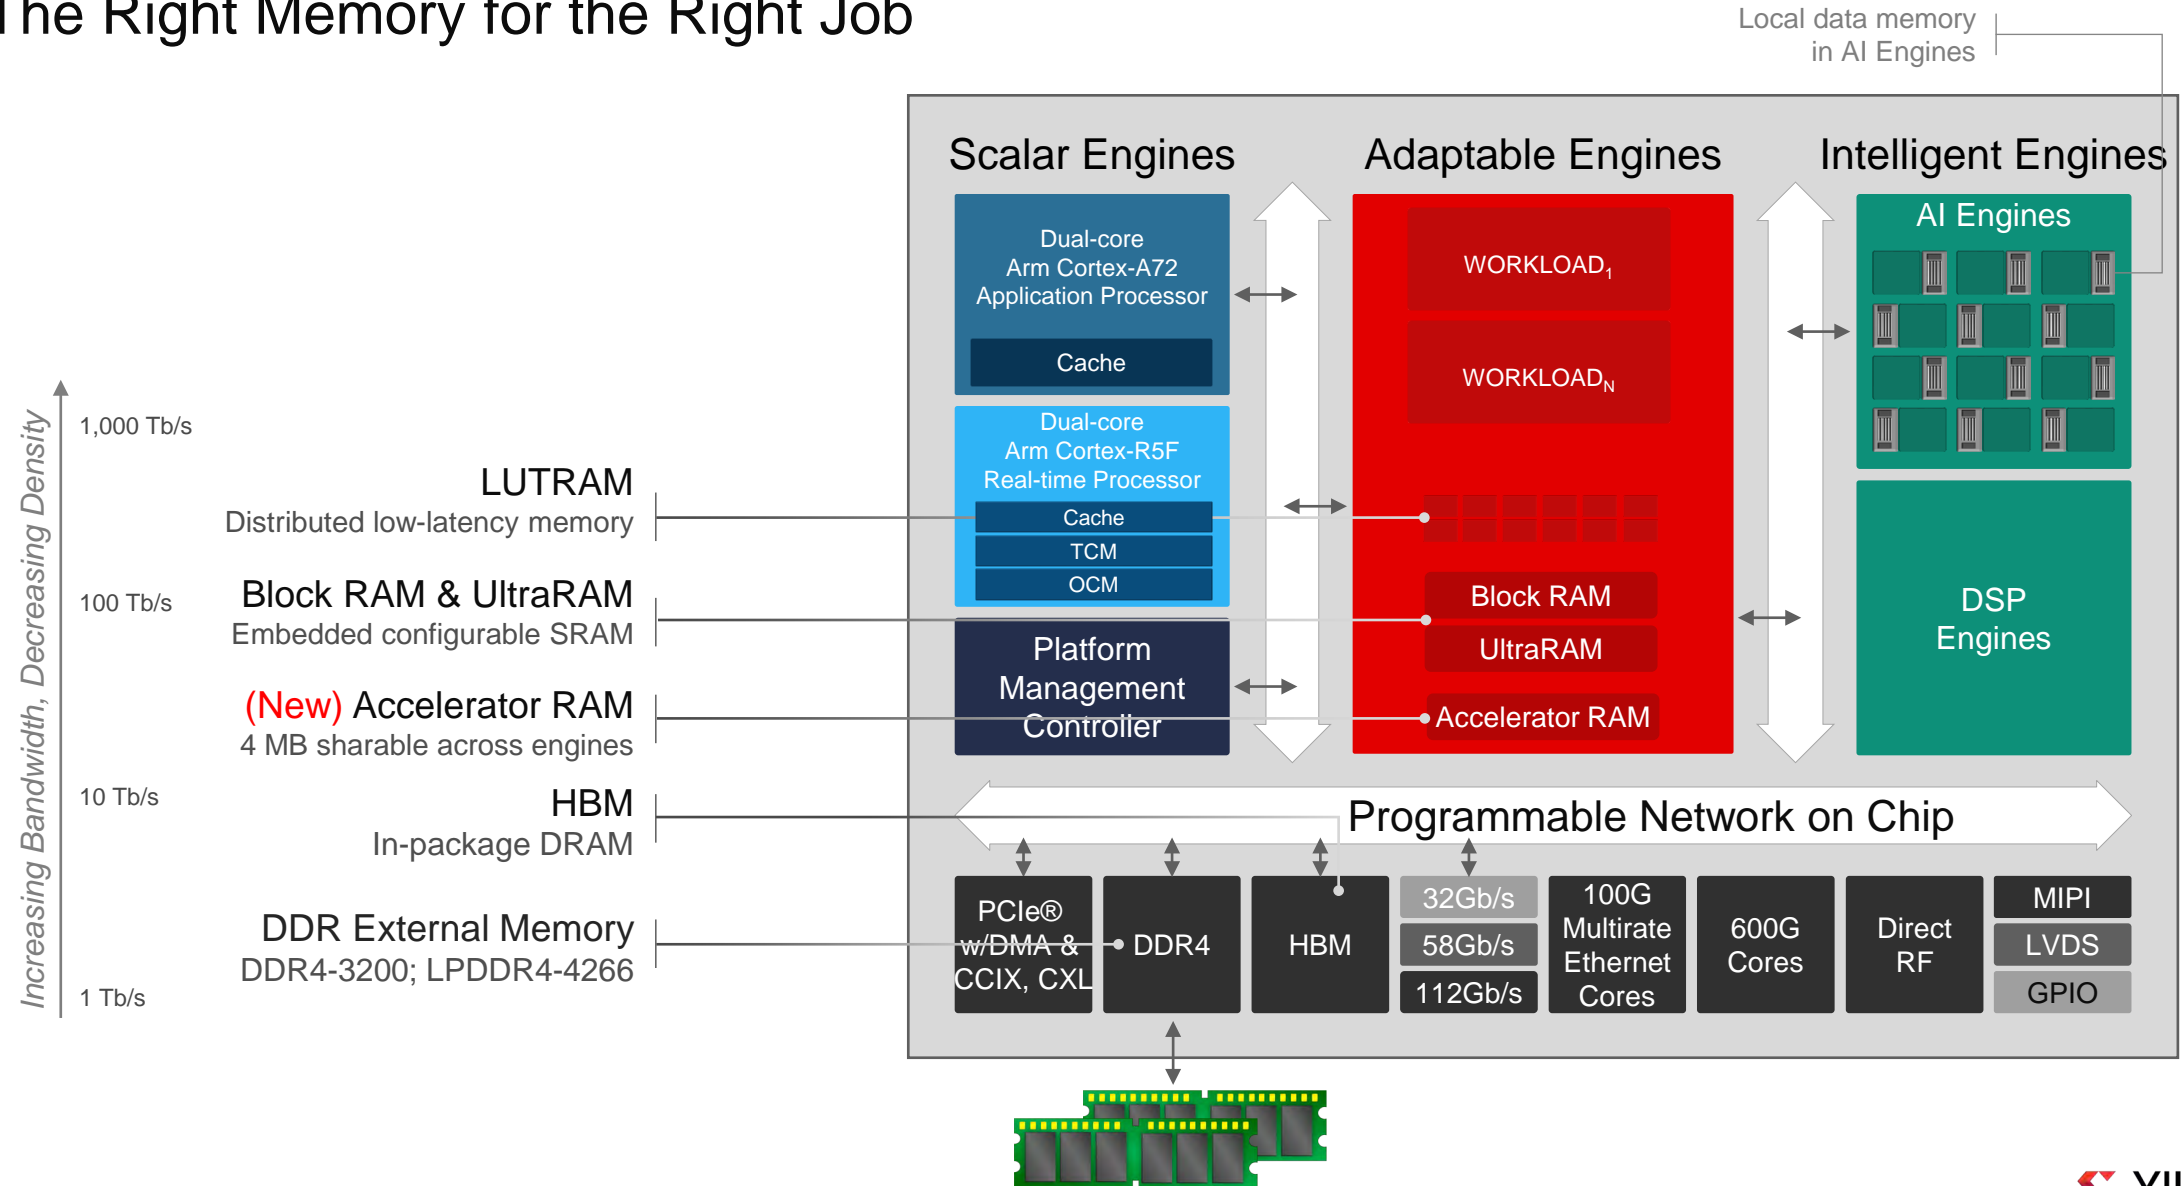 The Right Memory for the Right Job
Local data memory
in AI Engines
Scalar Engines
Adaptable Engines
Intelligent Engines
Dual-core
Arm Cortex-A72
Application Processor
Cache
Dual-core
Arm Cortex-R5F
Real-time Processor
Cache
TCM
OCM
Platform
Management
Controller
WORKLOAD1
WORKLOADN
Block RAM
UltraRAM
Accelerator RAM
AI Engines
DSP
Engines
Increasing Bandwidth, Decreasing Density
1,000 Tb/s
100 Tb/s
10 Tb/s
1 Tb/s
LUTRAM
Distributed low-latency memory
Block RAM & UltraRAM
Embedded configurable SRAM
(New) Accelerator RAM
4 MB sharable across engines
HBM
In-package DRAM
DDR External Memory
DDR4-3200; LPDDR4-4266
Programmable Network on Chip
PCIe®
w/DMA &
CCIX, CXL
DDR4
HBM
32Gb/s
58Gb/s
112Gb/s
100G
Multirate
Ethernet
Cores
600G
Cores
Direct
RF
MIPI
LVDS
GPIO